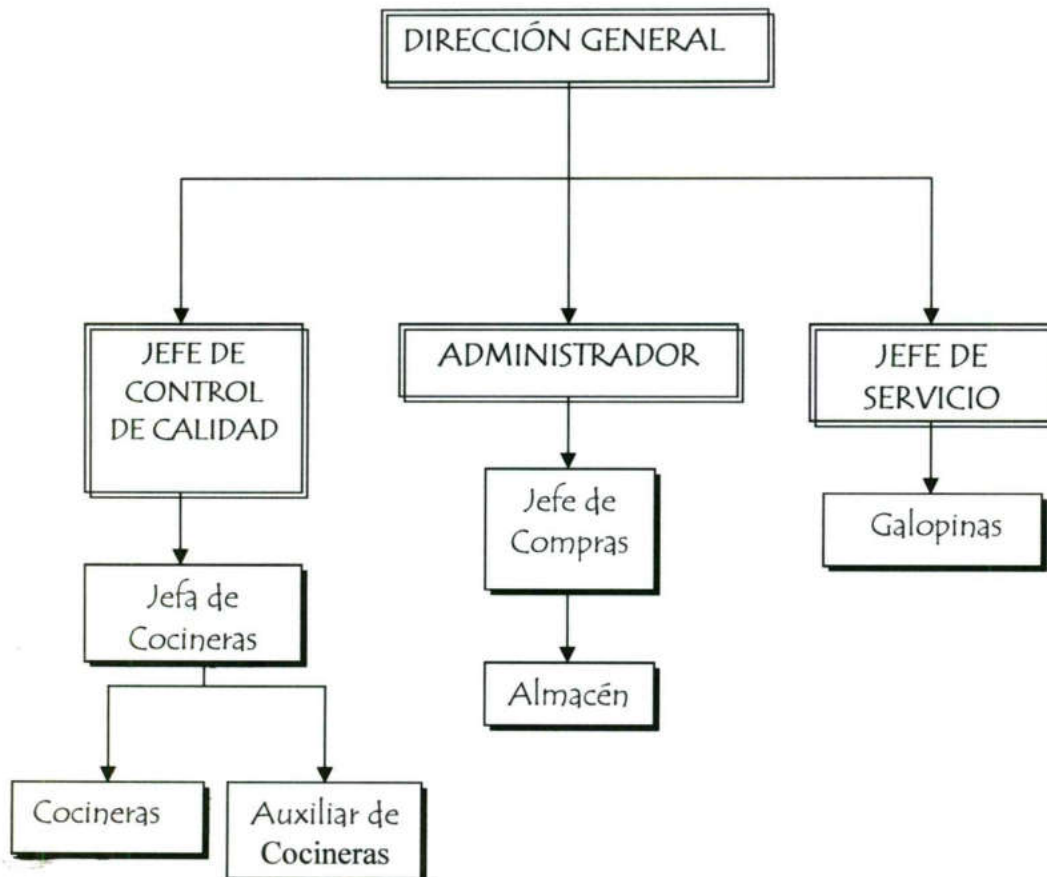 DIRECCIÓN GENERAL
JEFE DE
CONTROL
DE CALIDAD
ADMINISTRADOR
JEFE DE
SERVICIO
Jefe de
Compras
Galopinas
Jefa de
Cocineras
Almacén
Cocineras
Auxiliar de
Cocineras